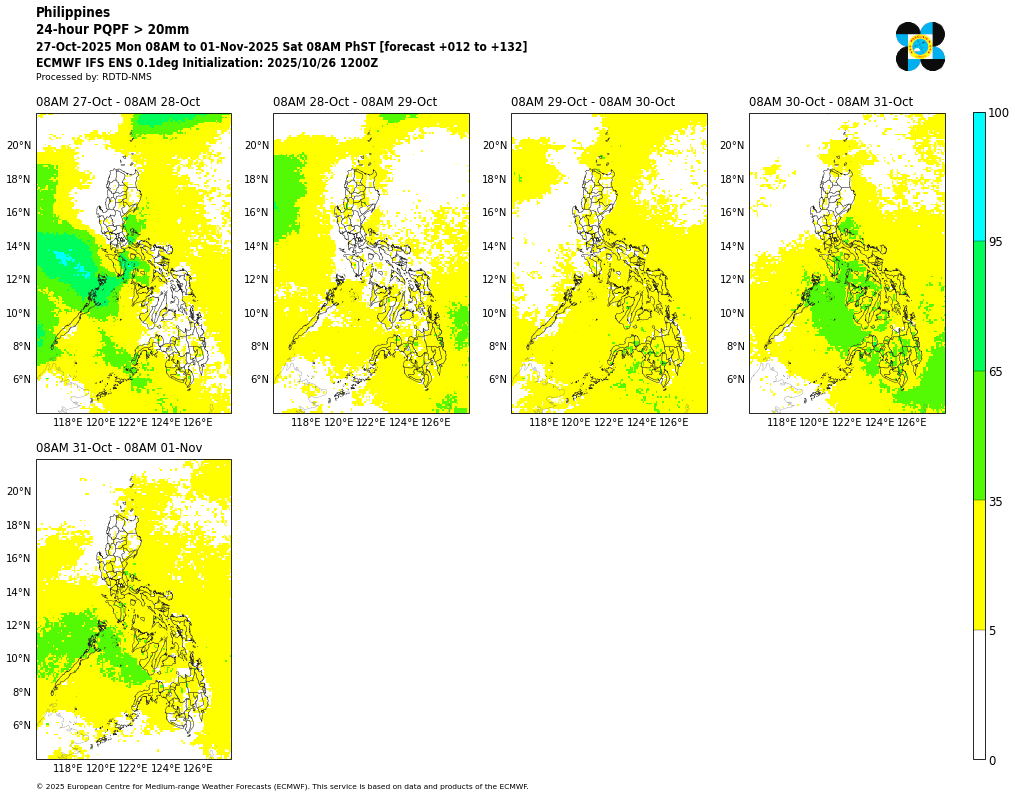 Philippines
24-hour PQPF > 20mm
27-Oct-2025 Mon 08AM to 01-Nov-2025 Sat 08AM PhST [forecast +012 to +132]
ECMWF IFS ENS 0.1deg Initialization: 2025/10/26 1200Z
Processed by: RDTD-NMS
08AM 27-Oct - 08AM 28-Oct
08AM 28-Oct - 08AM 29-Oct
08AM 29-Oct - 08AM 30-Oct
08AM 30-Oct - 08AM 31-Oct
20°N 20°N 20°N 20°N
18°N 18°N 18°N 18°N
16°N 16°N 16°N 16°N
14°N 14°N 14°N 14°N
12°N 12°N 12°N 12°N
10°N 10°N 10°N 10°N
8°N 8°N 8°N 8°N
6°N 6°N 6°N 6°N
118°E 120°E 122°E 124°E 126°E
118°E 120°E 122°E 124°E 126°E
118°E 120°E 122°E 124°E 126°E
118°E 120°E 122°E 124°E 126°E
100
95
65
35
5
0
08AM 31-Oct - 08AM 01-Nov
20°N
18°N
16°N
14°N
12°N
10°N
8°N
6°N
118°E 120°E 122°E 124°E 126°E
© 2025 European Centre for Medium-range Weather Forecasts (ECMWF). This service is based on data and products of the ECMWF.